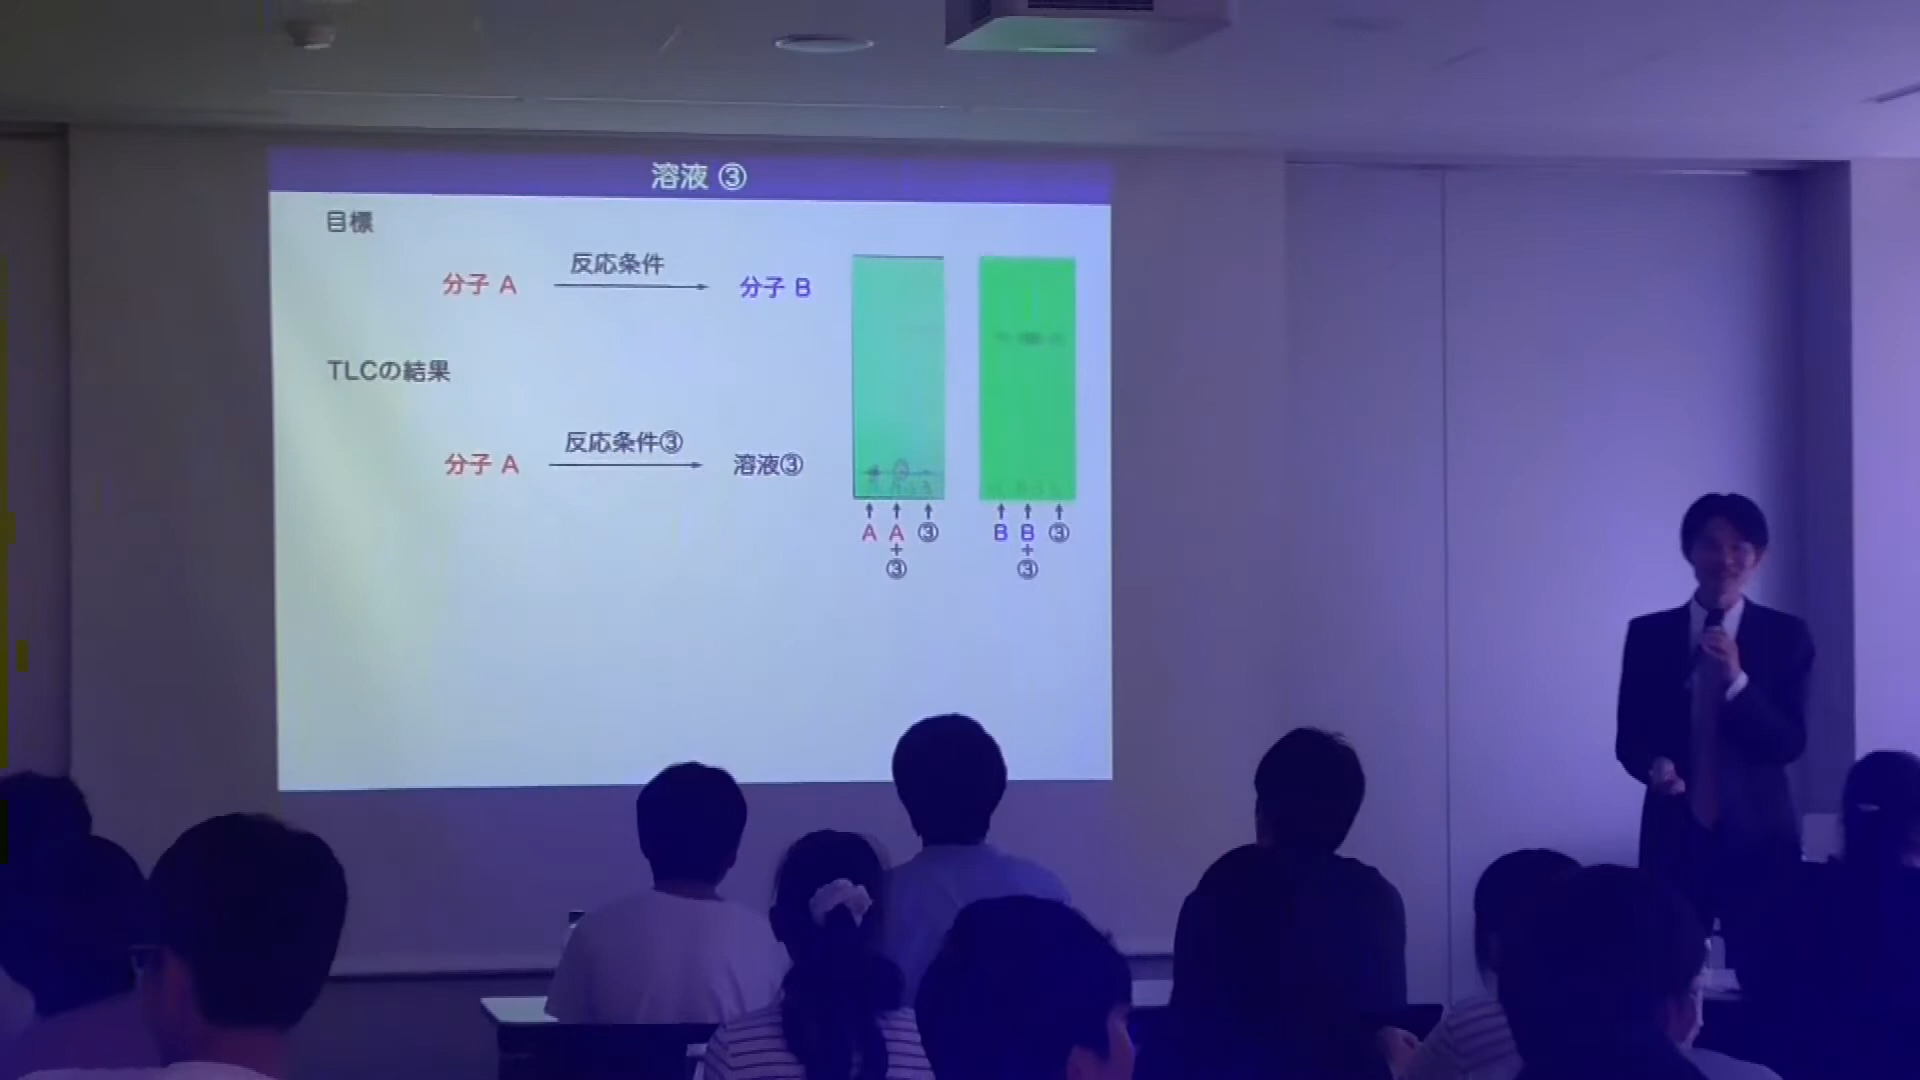 溶液 ③
目標
分子 A
反応条件
分子 B
TLCの結果
分子 A
反応条件③
溶液③
A A ③
+
③
B B ③
+
③